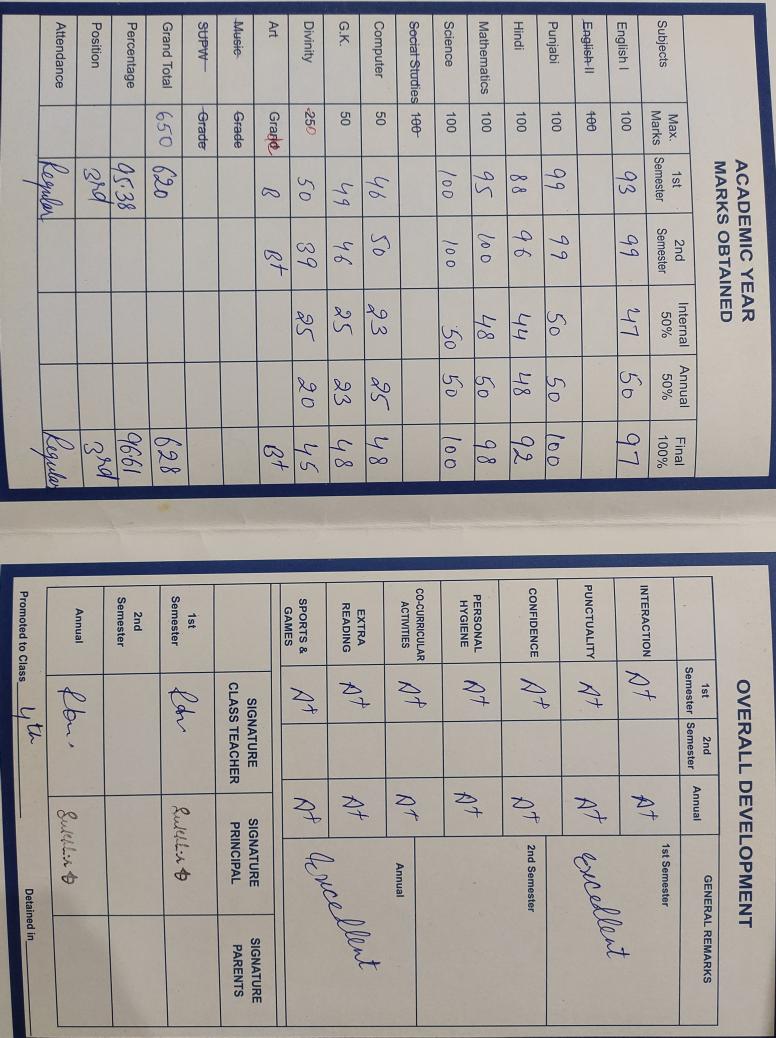 ACADEMIC YEAR
MARKS OBTAINED
Subjects Max. Marks 1st Semester 2nd Semester Internal 50% Annual 50% Final 100%
English I 100 93 99 47 50 97
English II 100
Punjabi 100 99 99 50 50 100
Hindi 100 88 96 44 48 92
Mathematics 100 95 100 48 50 98
Science 100 100 100 50 50 100
Social Studies 100
Computer 50 46 50 23 25 48
G.K. 50 49 46 25 23 48
Divinity 50 50 39 25 20 45
Art Grade B B+ B+
Music Grade
SUPW Grade
Grand Total 650 620 628
Percentage 95.38 96.61
Position 3rd 3rd
Attendance Regular Regular
OVERALL DEVELOPMENT
1st Semester 2nd Semester Annual GENERAL REMARKS
INTERACTION A+ A+ 1st Semester
PUNCTUALITY A+ A+ excellent
CONFIDENCE A+ A+ 2nd Semester
PERSONAL HYGIENE A+ A+
CO-CURRICULAR ACTIVITIES A+ A+ Annual
EXTRA READING A+ A+ excellent
SPORTS & GAMES A+ A+
SIGNATURE CLASS TEACHER SIGNATURE PRINCIPAL SIGNATURE PARENTS
1st Semester
2nd Semester
Annual
Promoted to Class 4th Detained in